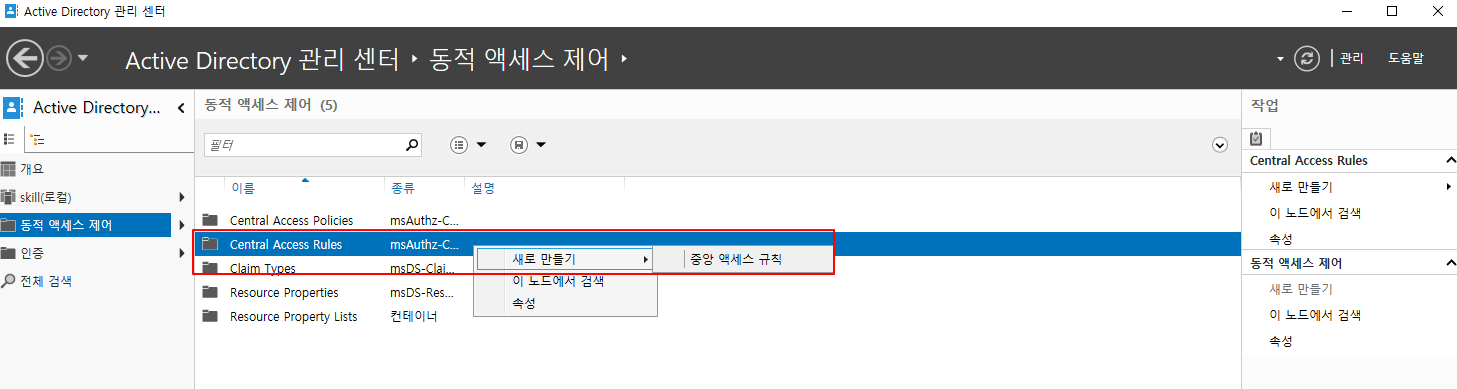 Active Directory 관리 센터
Active Directory 관리 센터 ‣ 동적 액세스 제어 ‣
관리 도움말
Active Directory...
개요
skill(로컬)
동적 액세스 제어
인증
전체 검색
동적 액세스 제어 (5)
필터
이름 종류 설명
Central Access Policies msAuthz-C...
Central Access Rules msAuthz-C...
Claim Types msDS-Clai...
Resource Properties msDS-Res...
Resource Property Lists 컨테이너
새로 만들기
이 노드에서 검색
속성
중앙 액세스 규칙
작업
Central Access Rules
새로 만들기
이 노드에서 검색
속성
동적 액세스 제어
새로 만들기
이 노드에서 검색
속성